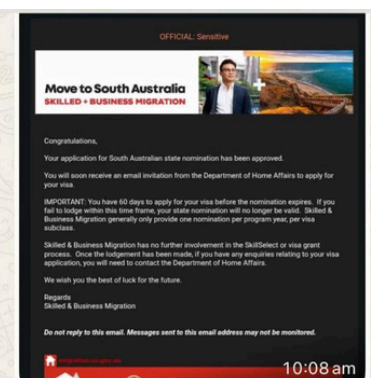 OFFICIAL: Sensitive
Move to South Australia
SKILLED + BUSINESS MIGRATION
Congratulations,
Your application for South Australian state nomination has been approved.
You will soon receive an email invitation from the Department of Home Affairs to apply for
your visa.
IMPORTANT: You have 60 days to apply for your visa before the nomination expires. If you
fail to lodge within this time frame, your state nomination will no longer be valid. Skilled &
Business Migration generally only provide one nomination per program year, per visa
subclass.
Skilled & Business Migration has no further involvement in the SkillSelect or visa grant
process. Once the lodgement has been made, if you have any enquiries relating to your visa
application, you will need to contact the Department of Home Affairs.
We wish you the best of luck for the future.
Regards
Skilled & Business Migration
Do not reply to this email. Messages sent to this email address may not be monitored.
10:08 am